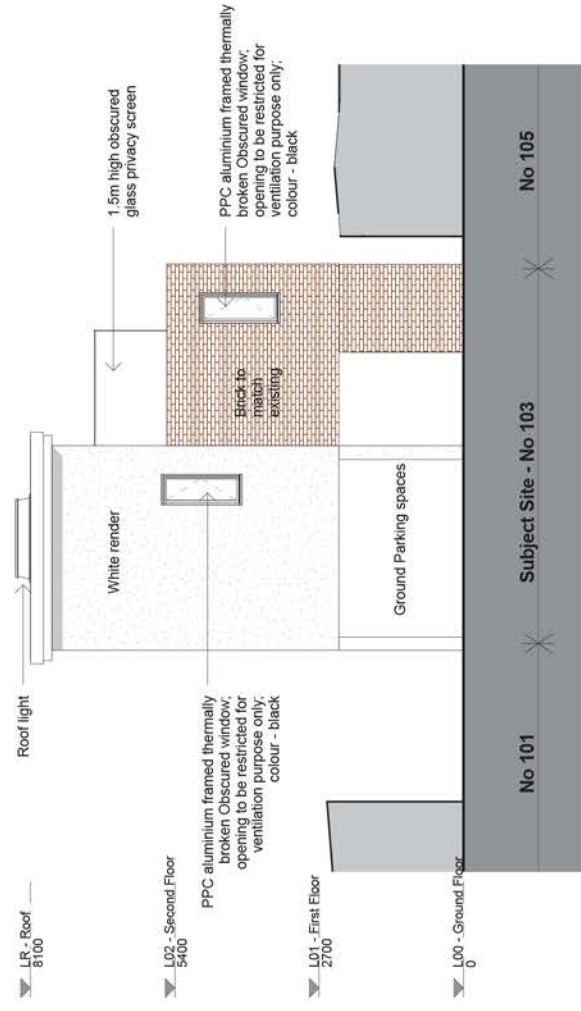 Roof light
1.5m high obscured
glass privacy screen
PPC aluminium framed thermally
broken Obscured window;
opening to be restricted for
ventilation purpose only;
colour - black
White render
Brick to
match
existing
PPC aluminium framed thermally
broken Obscured window;
opening to be restricted for
ventilation purpose only;
colour - black
Ground Parking spaces
No 101
Subject Site - No 103
No 105
LR - Roof
8100
L02 - Second Floor
5400
L01 - First Floor
2700
L00 - Ground Floor
0